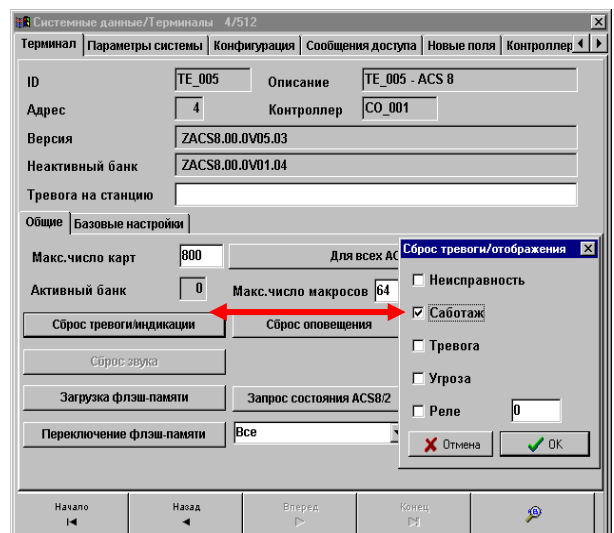 Системные данные/Терминалы 4/512
Терминал Параметры системы Конфигурация Сообщения доступа Новые поля Контроллер
ID TE_005 Описание TE_005 - ACS 8
Адрес 4 Контроллер CO_001
Версия ZACS8.00.0V05.03
Неактивный банк ZACS8.00.0V01.04
Тревога на станцию
Общие Базовые настройки
Макс.число карт 800 Для всех AC
Активный банк 0 Макс.число макросов 64
Сброс тревоги/индикации Сброс оповещения
Сброс звука
Загрузка флэш-памяти Запрос состояния ACS8/2
Переключение флэш-памяти Все
Сброс тревоги/отображения
Неисправность
Саботаж
Тревога
Угроза
Реле 0
Отмена OK
Начало Назад Вперед Конец